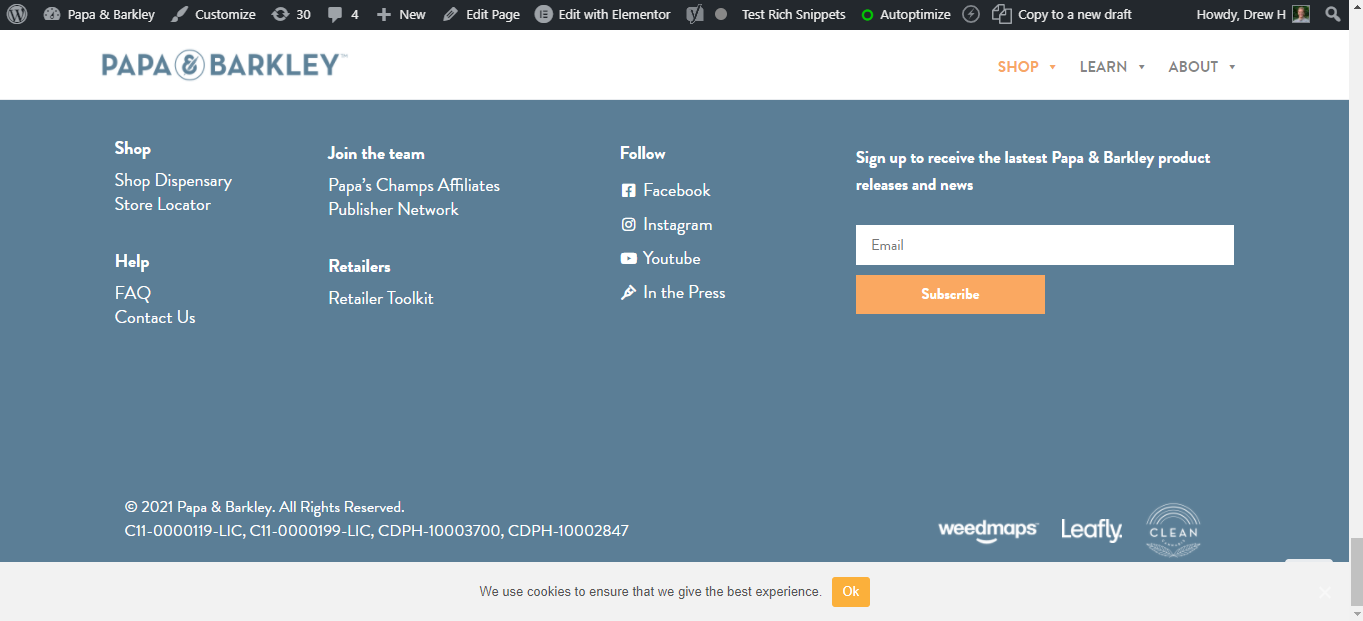 Papa & Barkley Customize 30 4 New Edit Page Edit with Elementor Test Rich Snippets Autoptimize Copy to a new draft Howdy, Drew H
PAPA & BARKLEY™
SHOP LEARN ABOUT
Shop
Shop Dispensary
Store Locator
Help
FAQ
Contact Us
Join the team
Papa's Champs Affiliates
Publisher Network
Retailers
Retailer Toolkit
Follow
Facebook
Instagram
Youtube
In the Press
Sign up to receive the lastest Papa & Barkley product
releases and news
Email
Subscribe
© 2021 Papa & Barkley. All Rights Reserved.
C11-0000119-LIC, C11-0000199-LIC, CDPH-10003700, CDPH-10002847
weedmaps
Leafly.
CLEAN
We use cookies to ensure that we give the best experience. Ok